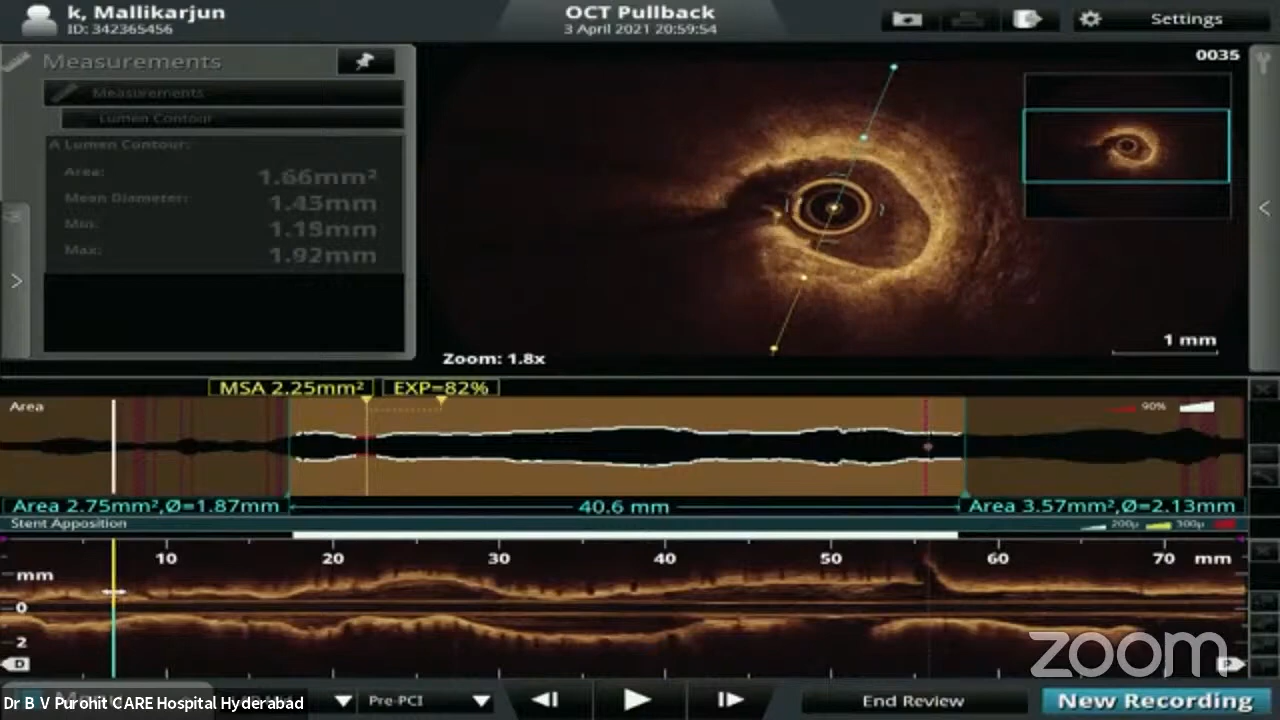 k, Mallikarjun
ID: 342365456
OCT Pullback
3 April 2021 20:59:54
Settings
Measurements
Measurements
Lumen Contour
A Lumen Contour:
Area: 1.66mm²
Mean Diameter: 1.43mm
Min: 1.19mm
Max: 1.92mm
0035
Zoom: 1.8x
1 mm
MSA 2.25mm² EXP=82%
Area
90%
Area 2.75mm²,Ø=1.87mm 40.6 mm Area 3.57mm²,Ø=2.13mm
Stent Apposition
200µ 300µ
10 20 30 40 50 60 70 mm
mm
0
2
D
zoom
Pre-PCI
End Review
New Recording
Dr B V Purohit CARE Hospital Hyderabad